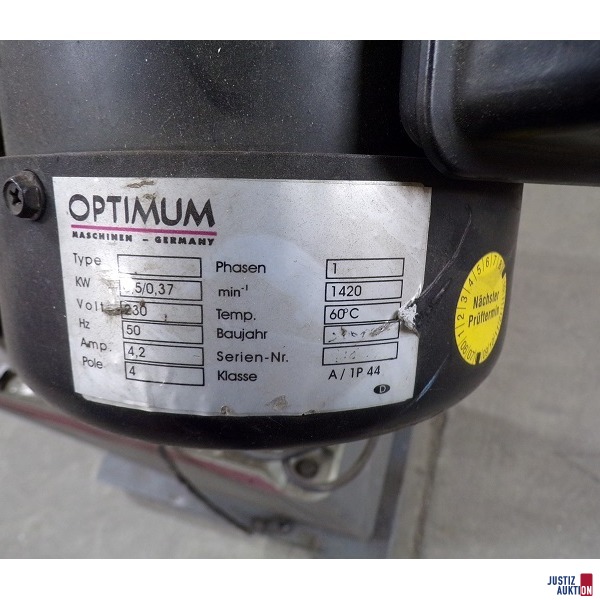 OPTIMUM
MASCHINEN - GERMANY
Type
KW ,5/0,37
Volt 230
Hz 50
Amp. 4,2
Pole 4
Phasen 1
min-¹ 1420
Temp. 60°C
Baujahr
Serien-Nr.
Klasse A / 1P 44
D
Nächster
Prüftermin
1 2 3 4 5 6 7
JUSTIZ
AUKTION